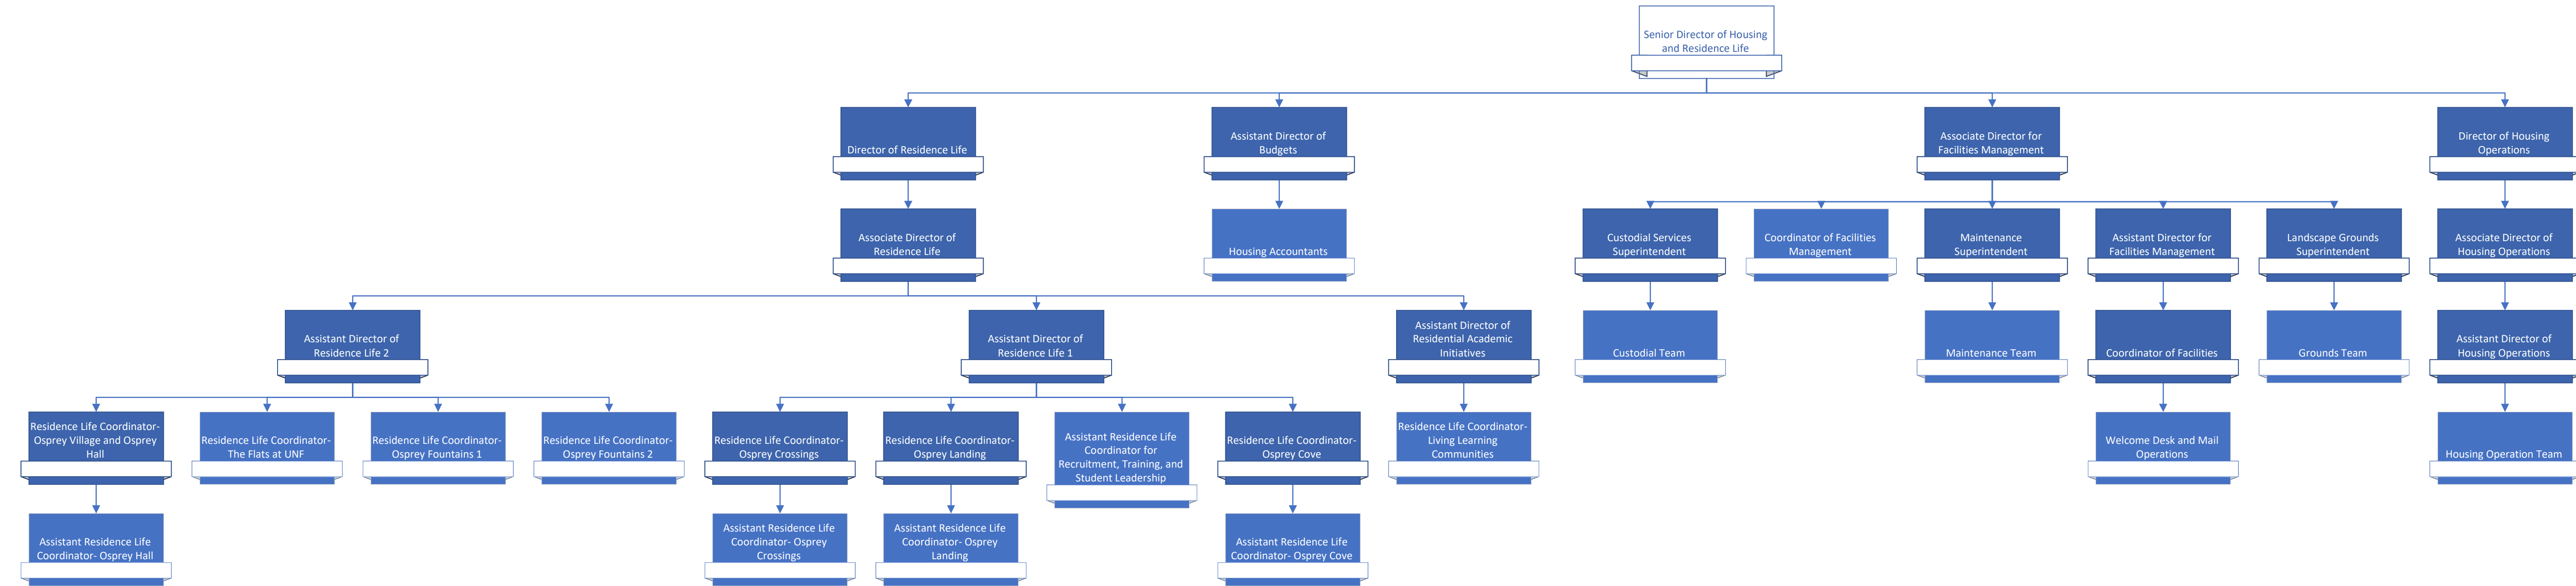 Senior Director of Housing
and Residence Life
Director of Residence Life
Assistant Director of
Budgets
Associate Director for
Facilities Management
Director of Housing
Operations
Associate Director of
Residence Life
Housing Accountants
Custodial Services
Superintendent
Coordinator of Facilities
Management
Maintenance
Superintendent
Assistant Director for
Facilities Management
Landscape Grounds
Superintendent
Associate Director of
Housing Operations
Assistant Director of
Residence Life 2
Assistant Director of
Residence Life 1
Assistant Director of
Residential Academic
Initiatives
Custodial Team
Maintenance Team
Coordinator of Facilities
Grounds Team
Assistant Director of
Housing Operations
Residence Life Coordinator-
Osprey Village and Osprey
Hall
Residence Life Coordinator-
The Flats at UNF
Residence Life Coordinator-
Osprey Fountains 1
Residence Life Coordinator-
Osprey Fountains 2
Residence Life Coordinator-
Osprey Crossings
Residence Life Coordinator-
Osprey Landing
Assistant Residence Life
Coordinator for
Recruitment, Training, and
Student Leadership
Residence Life Coordinator-
Osprey Cove
Residence Life Coordinator-
Living Learning
Communities
Welcome Desk and Mail
Operations
Housing Operation Team
Assistant Residence Life
Coordinator- Osprey Hall
Assistant Residence Life
Coordinator- Osprey
Crossings
Assistant Residence Life
Coordinator- Osprey
Landing
Assistant Residence Life
Coordinator- Osprey Cove